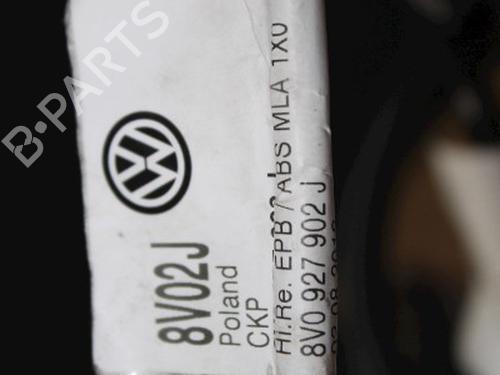 B·PARTS
8V02J
Poland
CKP
Hi.Re. EPB / ABS MLA 1X0
8V0 927 902 J